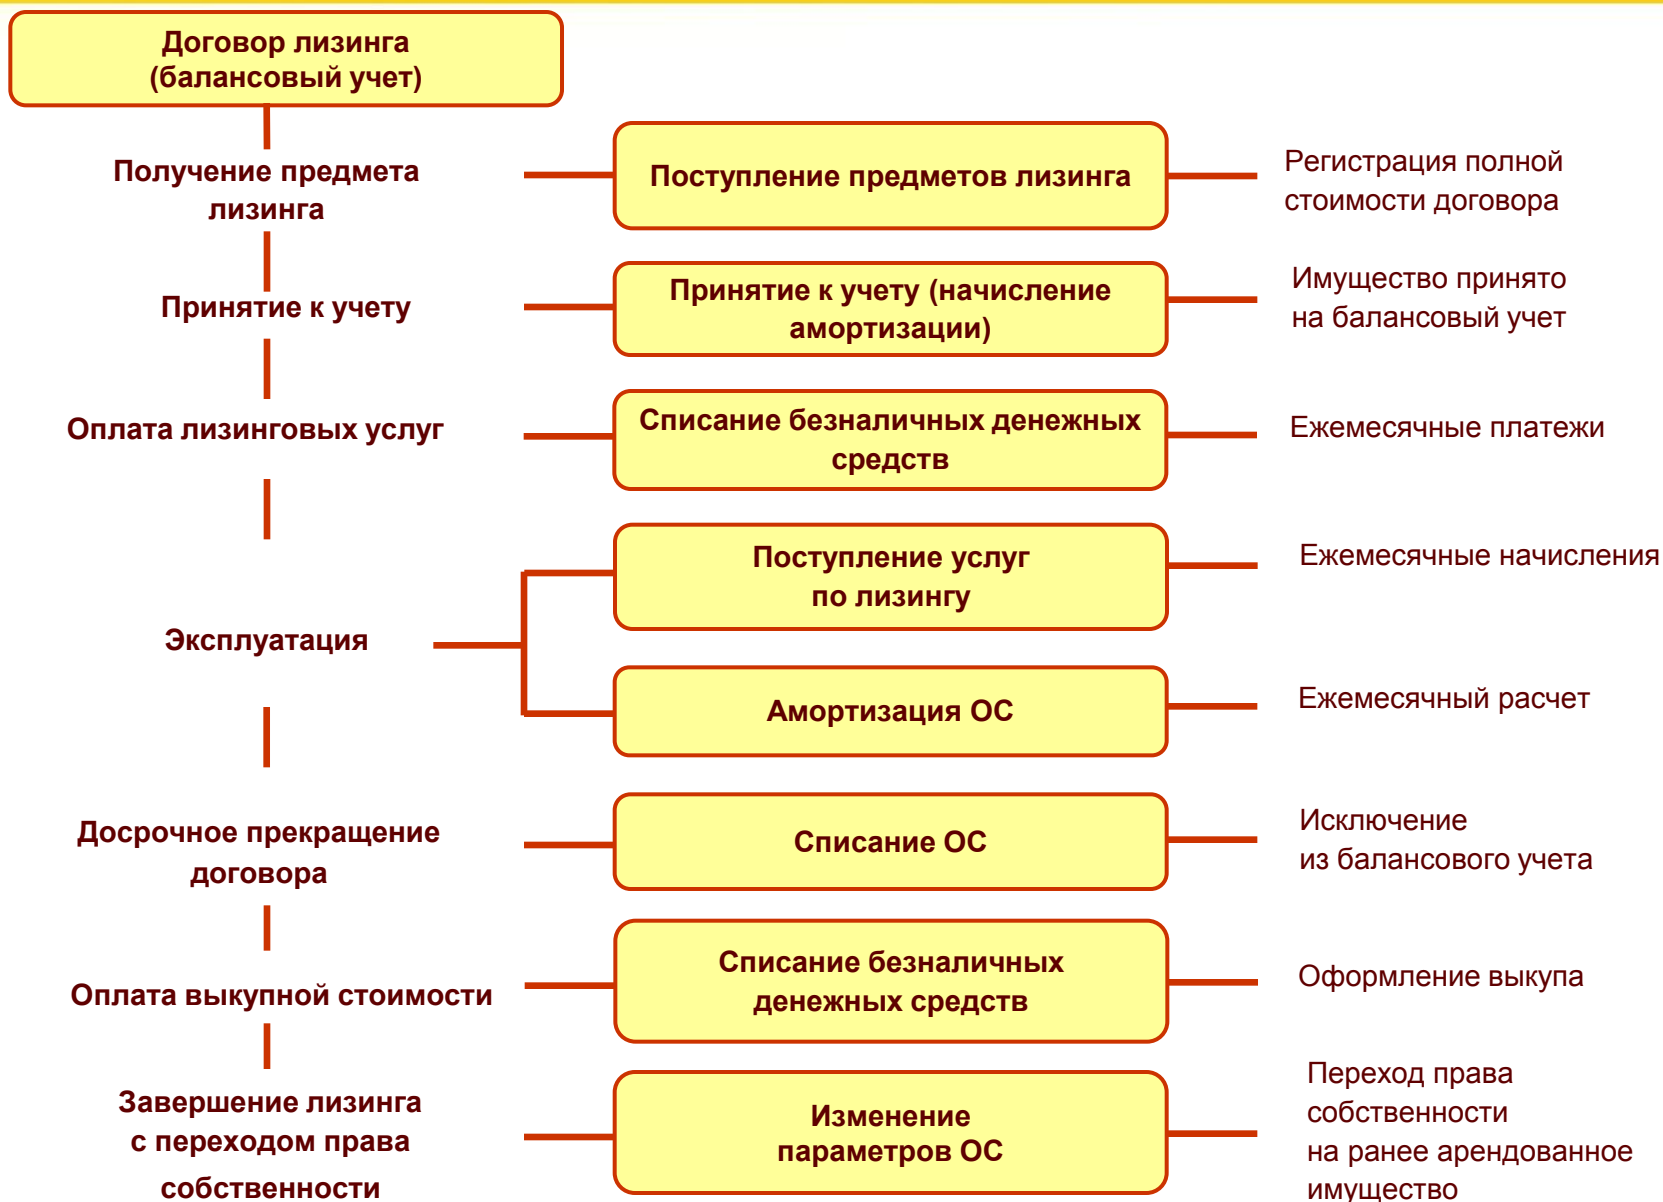 Договор лизинга
(балансовый учет)
Получение предмета
лизинга
Поступление предметов лизинга
Регистрация полной
стоимости договора
Принятие к учету
Принятие к учету (начисление
амортизации)
Имущество принято
на балансовый учет
Оплата лизинговых услуг
Списание безналичных денежных
средств
Ежемесячные платежи
Эксплуатация
Поступление услуг
по лизингу
Ежемесячные начисления
Амортизация ОС
Ежемесячный расчет
Досрочное прекращение
договора
Списание ОС
Исключение
из балансового учета
Оплата выкупной стоимости
Списание безналичных
денежных средств
Оформление выкупа
Завершение лизинга
с переходом права
собственности
Изменение
параметров ОС
Переход права
собственности
на ранее арендованное
имущество